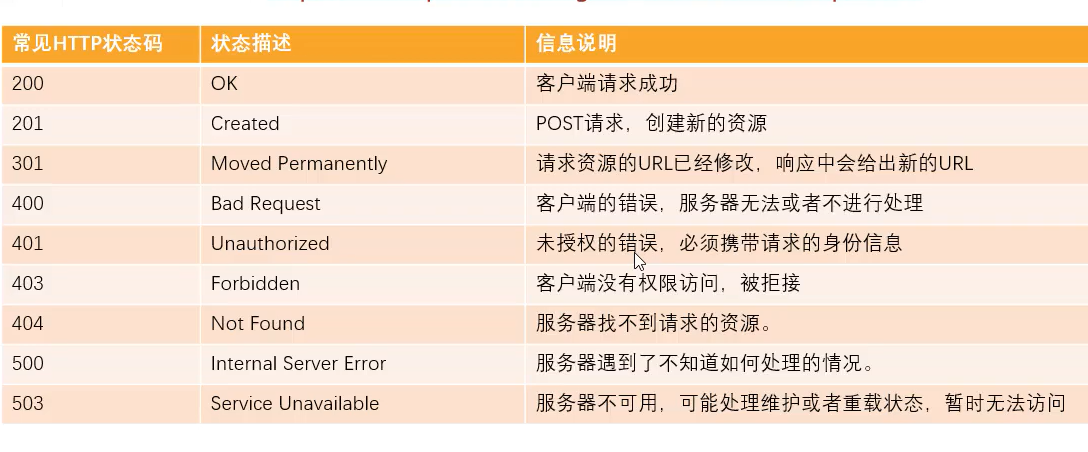 常见HTTP状态码 状态描述 信息说明
200 OK 客户端请求成功
201 Created POST请求，创建新的资源
301 Moved Permanently 请求资源的URL已经修改，响应中会给出新的URL
400 Bad Request 客户端的错误，服务器无法或者不进行处理
401 Unauthorized 未授权的错误，必须携带请求的身份信息
403 Forbidden 客户端没有权限访问，被拒接
404 Not Found 服务器找不到请求的资源。
500 Internal Server Error 服务器遇到了不知道如何处理的情况。
503 Service Unavailable 服务器不可用，可能处理维护或者重载状态，暂时无法访问